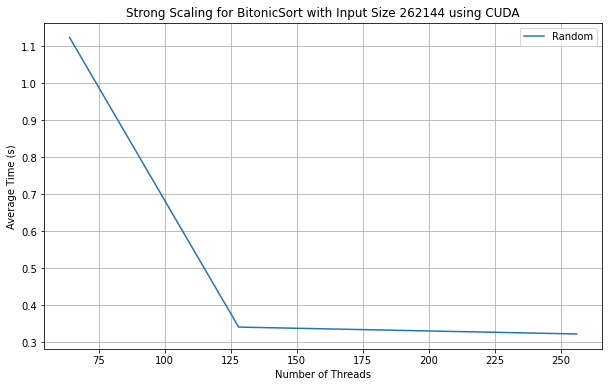 Strong Scaling for BitonicSort with Input Size 262144 using CUDA
Random
1.1
1.0
0.9
0.8
0.7
0.6
0.5
0.4
0.3
Average Time (s)
75 100 125 150 175 200 225 250
Number of Threads